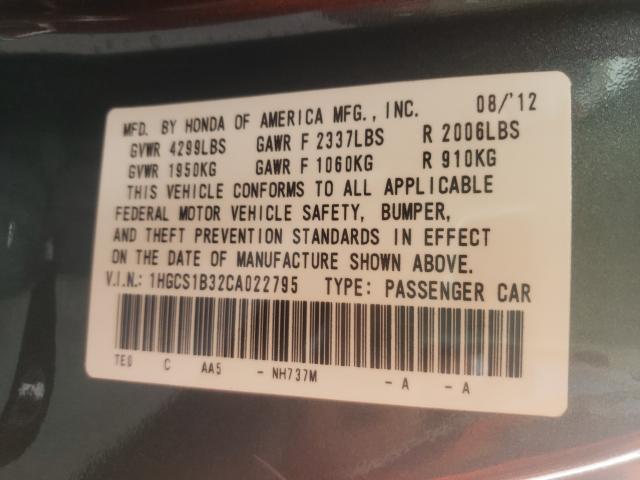 MFD. BY HONDA OF AMERICA MFG., INC. 08/'12
GVWR 4299LBS GAWR F 2337LBS R 2006LBS
GVWR 1950KG GAWR F 1060KG R 910KG
THIS VEHICLE CONFORMS TO ALL APPLICABLE
FEDERAL MOTOR VEHICLE SAFETY, BUMPER,
AND THEFT PREVENTION STANDARDS IN EFFECT
ON THE DATE OF MANUFACTURE SHOWN ABOVE.
V.I.N.: 1HGCS1B32CA022795 TYPE: PASSENGER CAR
TE0 C AA5 - NH737M - A - A